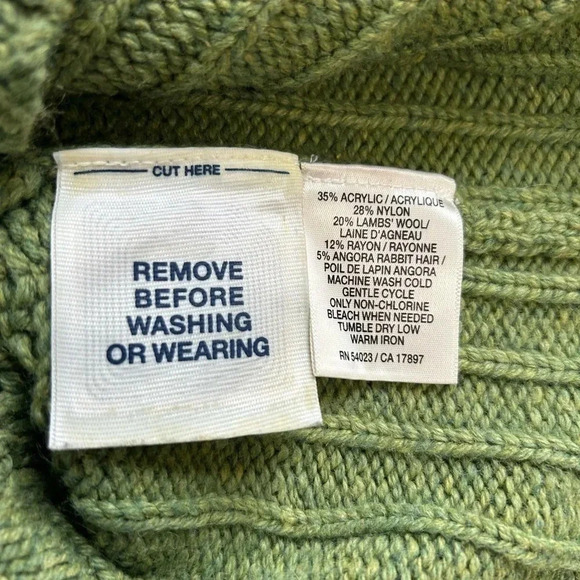 CUT HERE
REMOVE
BEFORE
WASHING
OR WEARING
35% ACRYLIC / ACRYLIQUE
28% NYLON
20% LAMBS' WOOL/
LAINE D'AGNEAU
12% RAYON / RAYONNE
5% ANGORA RABBIT HAIR /
POIL DE LAPIN ANGORA
MACHINE WASH COLD
GENTLE CYCLE
ONLY NON-CHLORINE
BLEACH WHEN NEEDED
TUMBLE DRY LOW
WARM IRON
RN 54023 / CA 17897